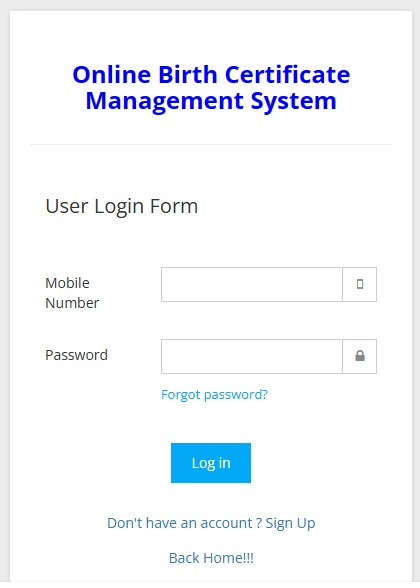 Online Birth Certificate
Management System
User Login Form
Mobile
Number
Password
Forgot password?
Log in
Don't have an account ? Sign Up
Back Home!!!